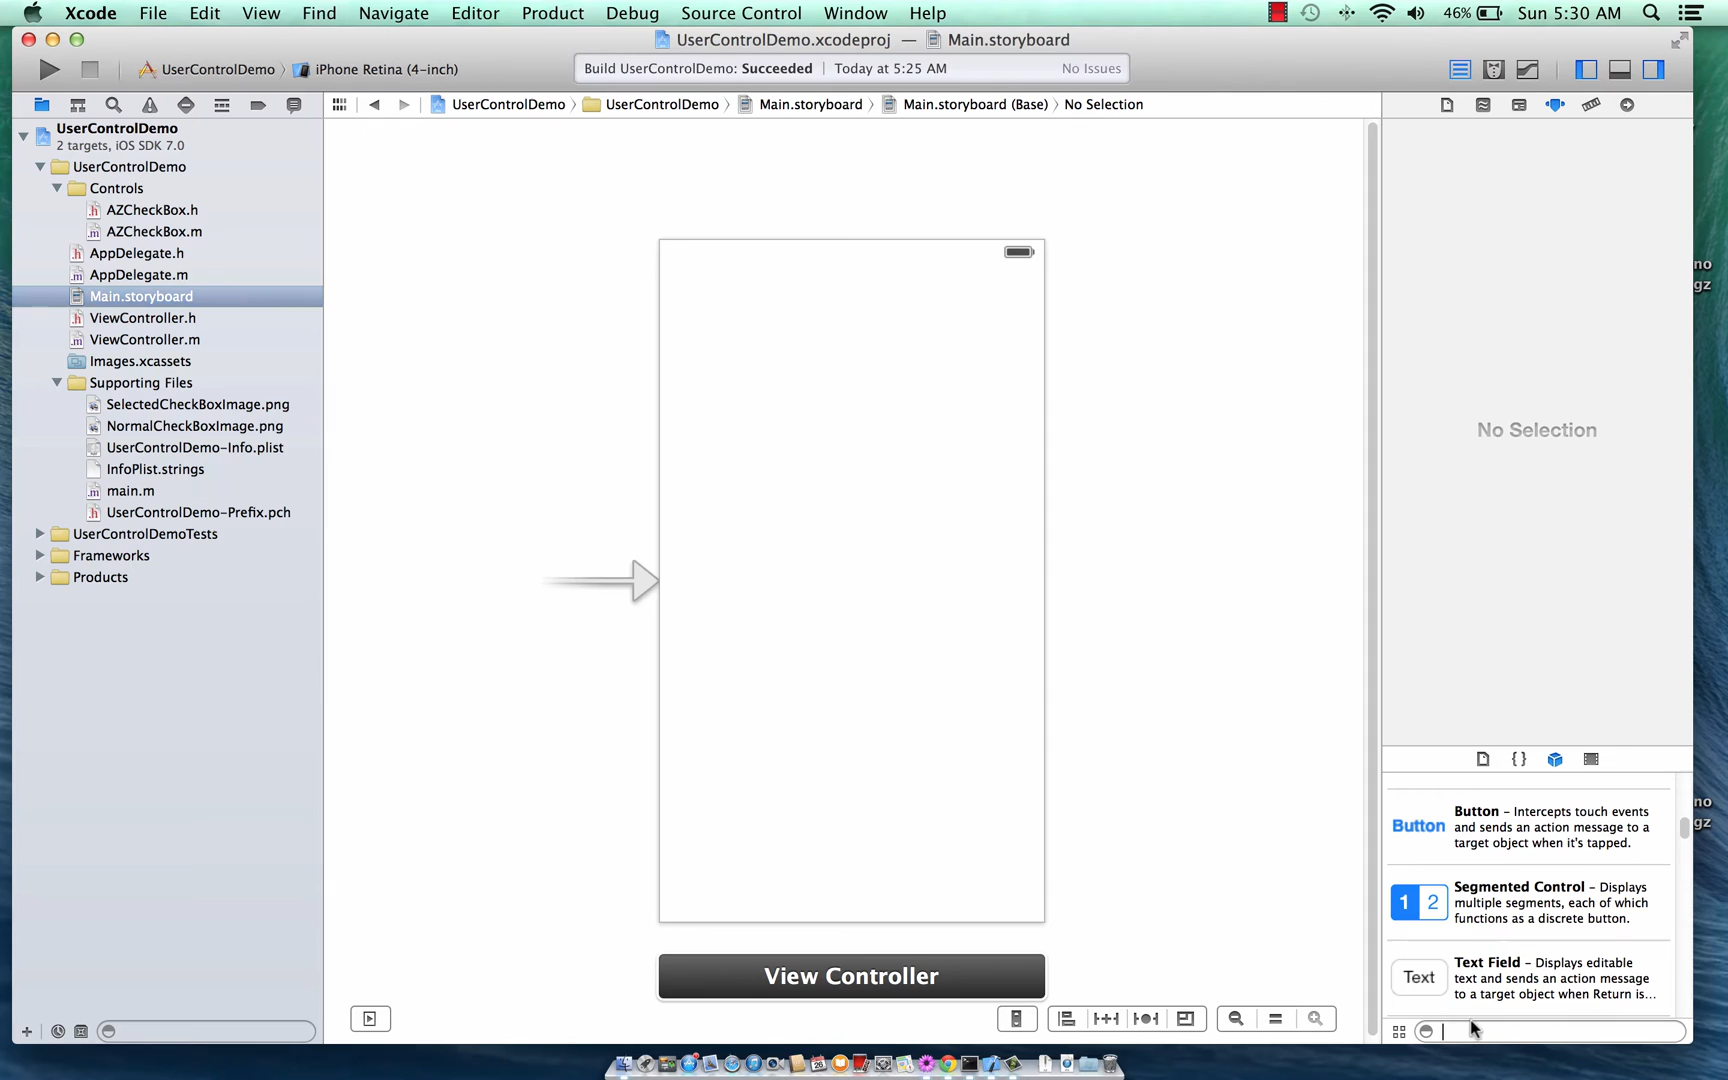 Xcode File Edit View Find Navigate Editor Product Debug Source Control Window Help 46% Sun 5:30 AM
UserControlDemo.xcodeproj — Main.storyboard
UserControlDemo iPhone Retina (4-inch) Build UserControlDemo: Succeeded | Today at 5:25 AM No Issues
UserControlDemo UserControlDemo Main.storyboard Main.storyboard (Base) No Selection
UserControlDemo
2 targets, iOS SDK 7.0
UserControlDemo
Controls
AZCheckBox.h
AZCheckBox.m
AppDelegate.h
AppDelegate.m
Main.storyboard
ViewController.h
ViewController.m
Images.xcassets
Supporting Files
SelectedCheckBoxImage.png
NormalCheckBoxImage.png
UserControlDemo-Info.plist
InfoPlist.strings
main.m
UserControlDemo-Prefix.pch
UserControlDemoTests
Frameworks
Products
View Controller
No Selection
Button
Button – Intercepts touch events
and sends an action message to a
target object when it's tapped.
1 2
Segmented Control – Displays
multiple segments, each of which
functions as a discrete button.
Text
Text Field – Displays editable
text and sends an action message
to a target object when Return is...
no
gz
no
gz